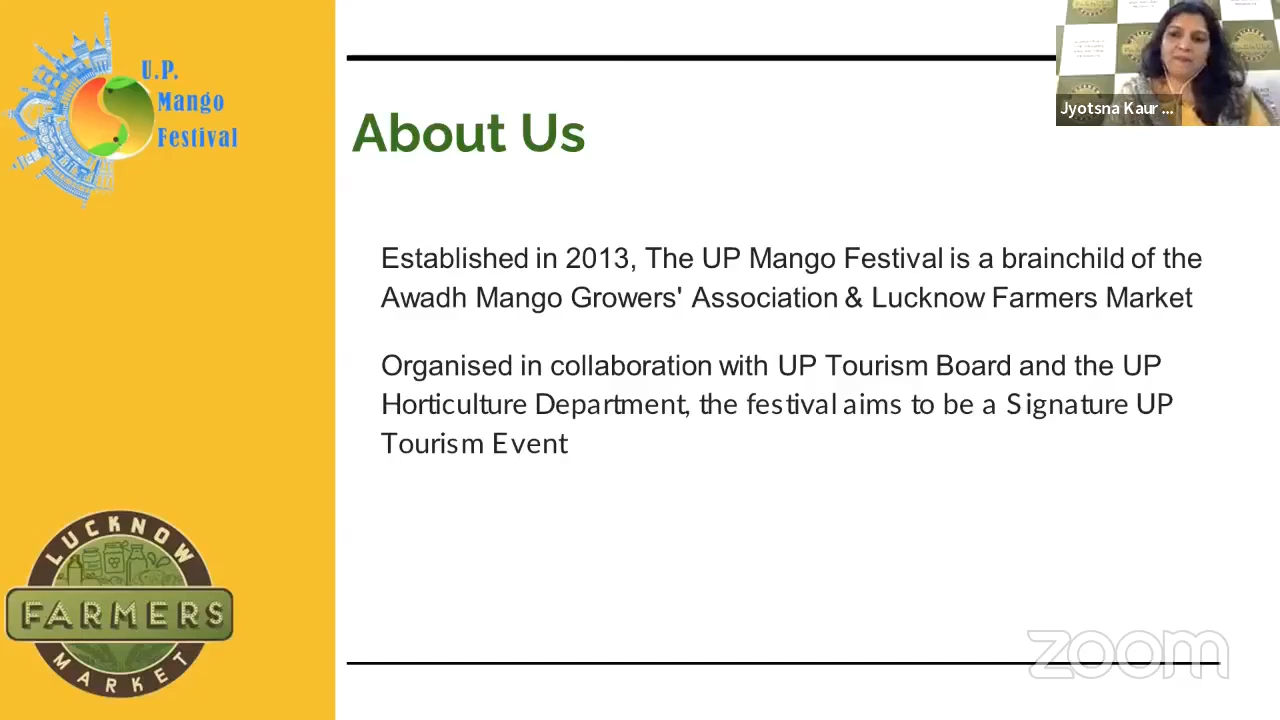 U.P.
Mango
Festival
Jyotsna Kaur ...
About Us
Established in 2013, The UP Mango Festival is a brainchild of the
Awadh Mango Growers' Association & Lucknow Farmers Market
Organised in collaboration with UP Tourism Board and the UP
Horticulture Department, the festival aims to be a Signature UP
Tourism Event
LUCKNOW
FARMERS
MARKET
zoom